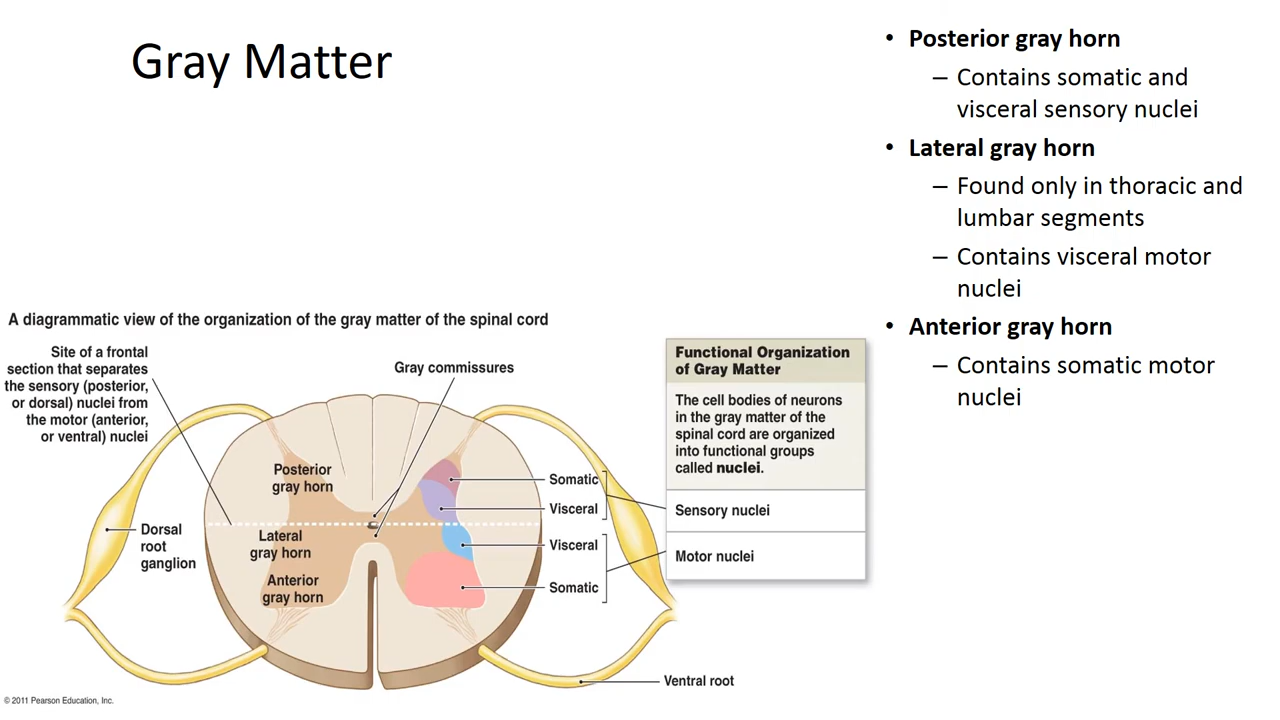 Gray Matter
• Posterior gray horn
– Contains somatic and
visceral sensory nuclei
• Lateral gray horn
– Found only in thoracic and
lumbar segments
– Contains visceral motor
nuclei
• Anterior gray horn
– Contains somatic motor
nuclei
A diagrammatic view of the organization of the gray matter of the spinal cord
Site of a frontal
section that separates
the sensory (posterior,
or dorsal) nuclei from
the motor (anterior,
or ventral) nuclei
Gray commissures
Posterior
gray horn
Lateral
gray horn
Anterior
gray horn
Dorsal
root
ganglion
Somatic
Visceral
Visceral
Somatic
Ventral root
Functional Organization
of Gray Matter
The cell bodies of neurons
in the gray matter of the
spinal cord are organized
into functional groups
called nuclei.
Sensory nuclei
Motor nuclei
© 2011 Pearson Education, Inc.